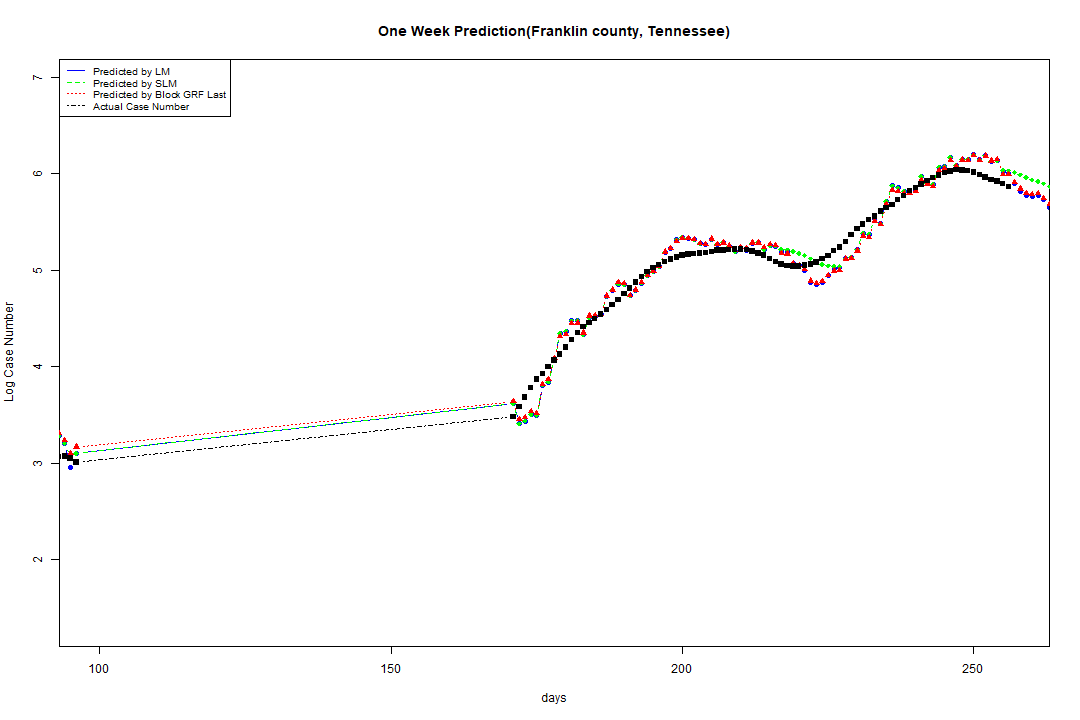 One Week Prediction(Franklin county, Tennessee)
Predicted by LM
Predicted by SLM
Predicted by Block GRF Last
Actual Case Number
7
6
5
4
3
2
Log Case Number
100 150 200 250
days